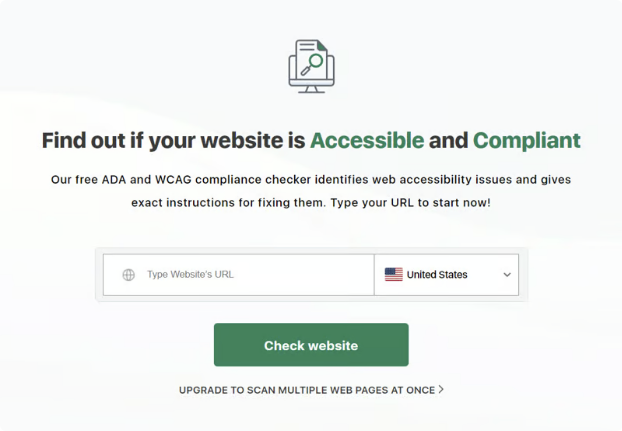 Find out if your website is Accessible and Compliant
Our free ADA and WCAG compliance checker identifies web accessibility issues and gives
exact instructions for fixing them. Type your URL to start now!
Type Website's URL
United States
Check website
UPGRADE TO SCAN MULTIPLE WEB PAGES AT ONCE >